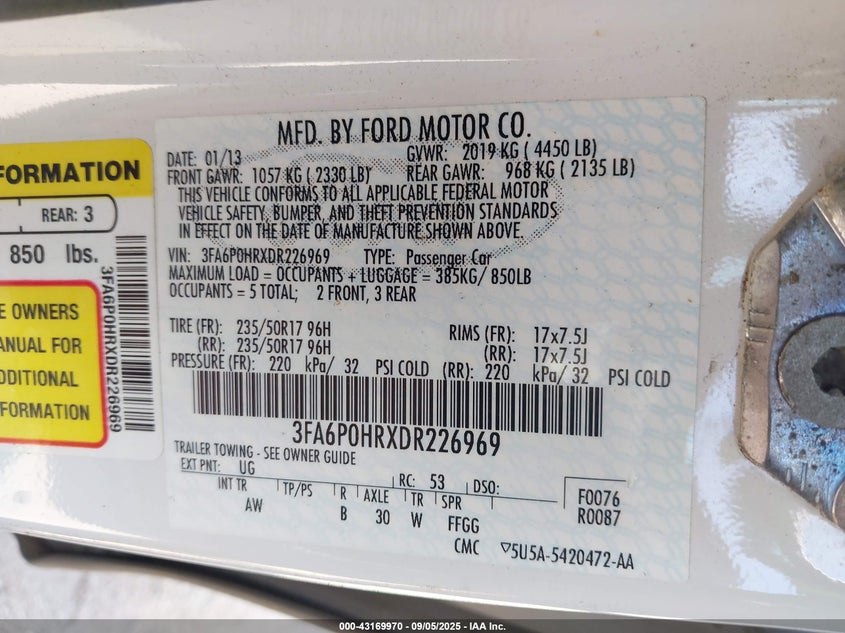 MFD. BY FORD MOTOR CO.
DATE: 01/13 GVWR: 2019 KG ( 4450 LB)
FRONT GAWR: 1057 KG ( 2330 LB) REAR GAWR: 968 KG ( 2135 LB)
THIS VEHICLE CONFORMS TO ALL APPLICABLE FEDERAL MOTOR
VEHICLE SAFETY, BUMPER, AND THEFT PREVENTION STANDARDS
IN EFFECT ON THE DATE OF MANUFACTURE SHOWN ABOVE.
VIN: 3FA6P0HRXDR226969 TYPE: Passenger Car
MAXIMUM LOAD = OCCUPANTS + LUGGAGE = 385KG/ 850LB
OCCUPANTS = 5 TOTAL; 2 FRONT, 3 REAR
TIRE (FR): 235/50R17 96H RIMS (FR): 17x7.5J
(RR): 235/50R17 96H (RR): 17x7.5J
PRESSURE (FR): 220 kPa/ 32 PSI COLD (RR): 220 kPa/ 32 PSI COLD
3FA6P0HRXDR226969
TRAILER TOWING - SEE OWNER GUIDE
EXT PNT: UG RC: 53 DSO:
INT TR TP/PS R AXLE TR SPR F0076
AW B 30 W FFGG R0087
CMC ▽5U5A-5420472-AA
FORMATION
REAR: 3
850 lbs.
E OWNERS
ANUAL FOR
DDITIONAL
FORMATION
3FA6P0HRXDR226969
000-43169970 - 09/05/2025 - IAA Inc.